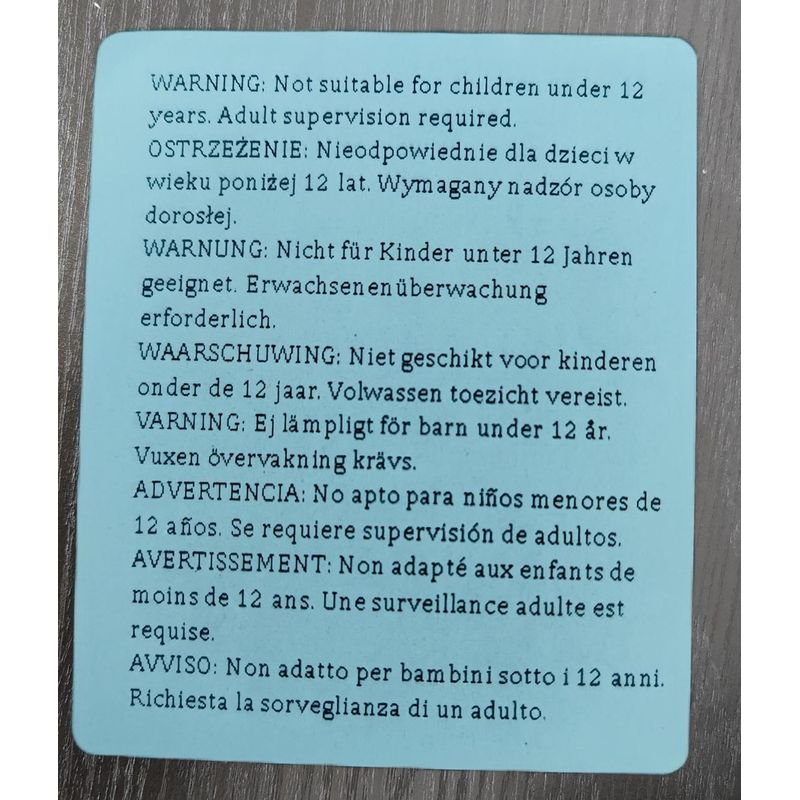 WARNING: Not suitable for children under 12
years. Adult supervision required.
OSTRZEŻENIE: Nieodpowiednie dla dzieci w
wieku poniżej 12 lat. Wymagany nadzór osoby
dorosłej.
WARNUNG: Nicht für Kinder unter 12 Jahren
geeignet. Erwachsenenüberwachung
erforderlich.
WAARSCHUWING: Niet geschikt voor kinderen
onder de 12 jaar. Volwassen toezicht vereist.
VARNING: Ej lämpligt för barn under 12 år.
Vuxen övervakning krävs.
ADVERTENCIA: No apto para niños menores de
12 años. Se requiere supervisión de adultos.
AVERTISSEMENT: Non adapté aux enfants de
moins de 12 ans. Une surveillance adulte est
requise.
AVVISO: Non adatto per bambini sotto i 12 anni.
Richiesta la sorveglianza di un adulto.